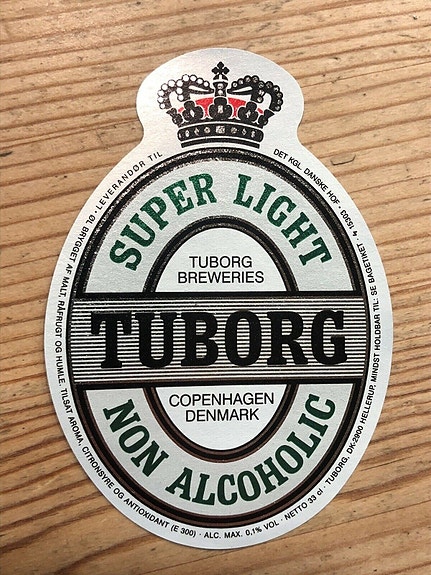 LEVERANDØR TIL
DET KGL. DANSKE HOF
SUPER LIGHT
TUBORG
BREWERIES
TUBORG
COPENHAGEN
DENMARK
NON ALCOHOLIC
ØL BRYGGET AF MALT, RÅFRUGT OG HUMLE. TILSAT AROMA, CITRONSYRE OG ANTIOXIDANT (E 300) · ALC. MAX. 0,1% VOL · NETTO 33 cl · TUBORG, DK-2900 HELLERUP. MINDST HOLDBAR TIL: SE BAGETIKET · 4 15303